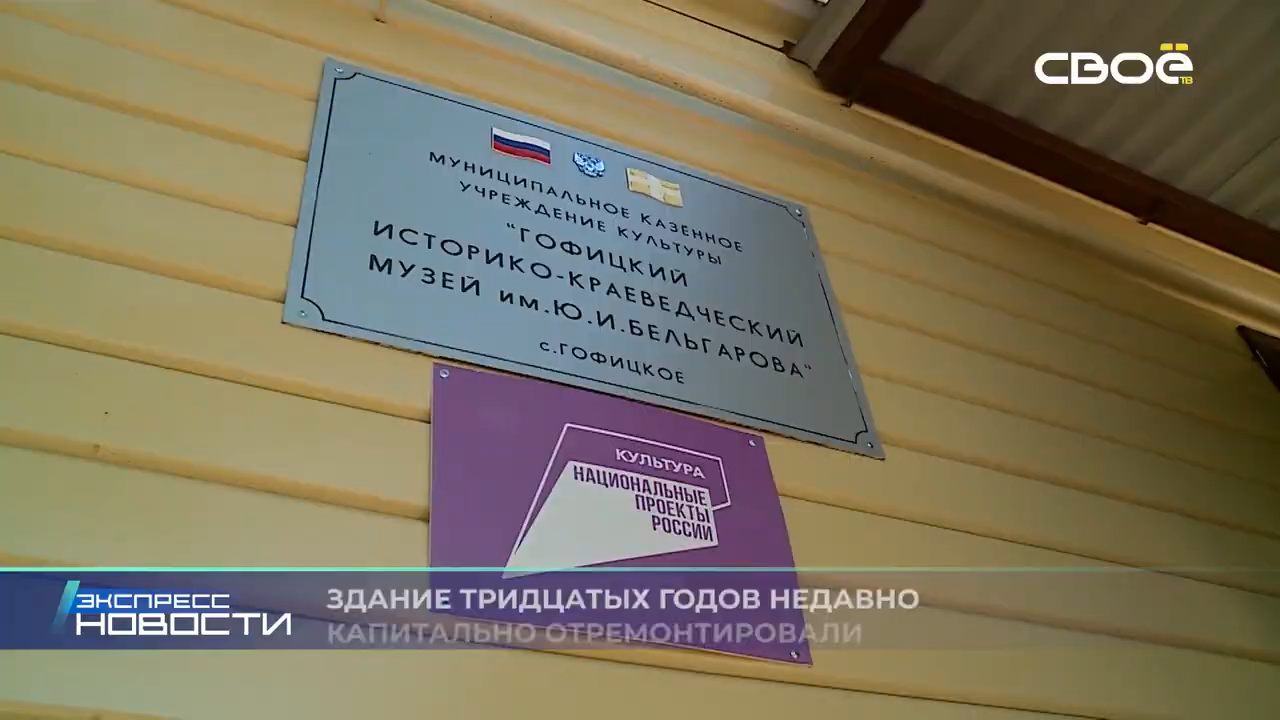 СВОЁ
ТВ
МУНИЦИПАЛЬНОЕ КАЗЕННОЕ
УЧРЕЖДЕНИЕ КУЛЬТУРЫ
"ГОФИЦКИЙ
ИСТОРИКО-КРАЕВЕДЧЕСКИЙ
МУЗЕЙ им.Ю.И.БЕЛЬГАРОВА"
с.ГОФИЦКОЕ
КУЛЬТУРА
НАЦИОНАЛЬНЫЕ
ПРОЕКТЫ
РОССИИ
ЭКСПРЕСС
НОВОСТИ
ЗДАНИЕ ТРИДЦАТЫХ ГОДОВ НЕДАВНО
КАПИТАЛЬНО ОТРЕМОНТИРОВАЛИ